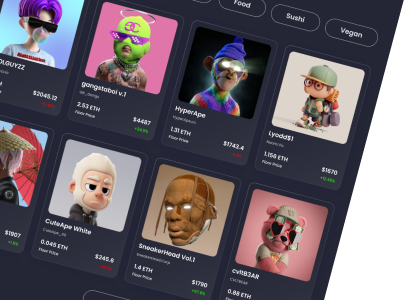 Food
Sushi
Vegan
OLGUYZZ
$2045.12
gangstaboi v.1
2.53 ETH
Floor Price
$4487
HyperApe
1.31 ETH
Floor Price
$1743.4
Lyodd$1
1.156 ETH
Floor Price
$1670
$1907
CuteApe White
0.045 ETH
Floor Price
$245.6
SneakerHead Vol.1
1.4 ETH
Floor Price
$1790
cvltB3AR
0.88 ETH